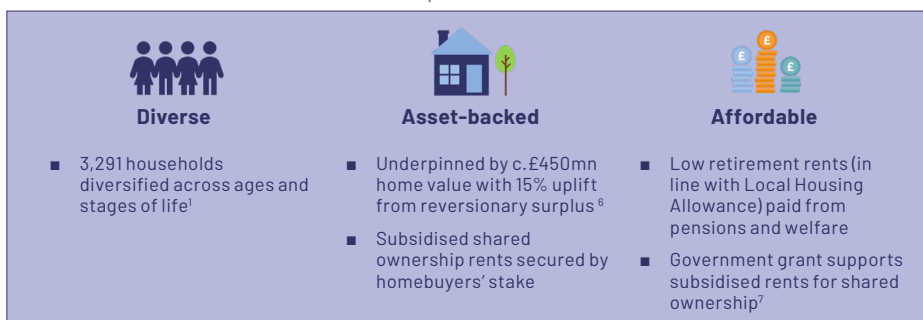 Diverse
■ 3,291 households
diversified across ages and
stages of life1
Asset-backed
■ Underpinned by c.£450mn
home value with 15% uplift
from reversionary surplus 6
■ Subsidised shared
ownership rents secured by
homebuyers' stake
£ £ £
Affordable
■ Low retirement rents (in
line with Local Housing
Allowance) paid from
pensions and welfare
■ Government grant supports
subsidised rents for shared
ownership7